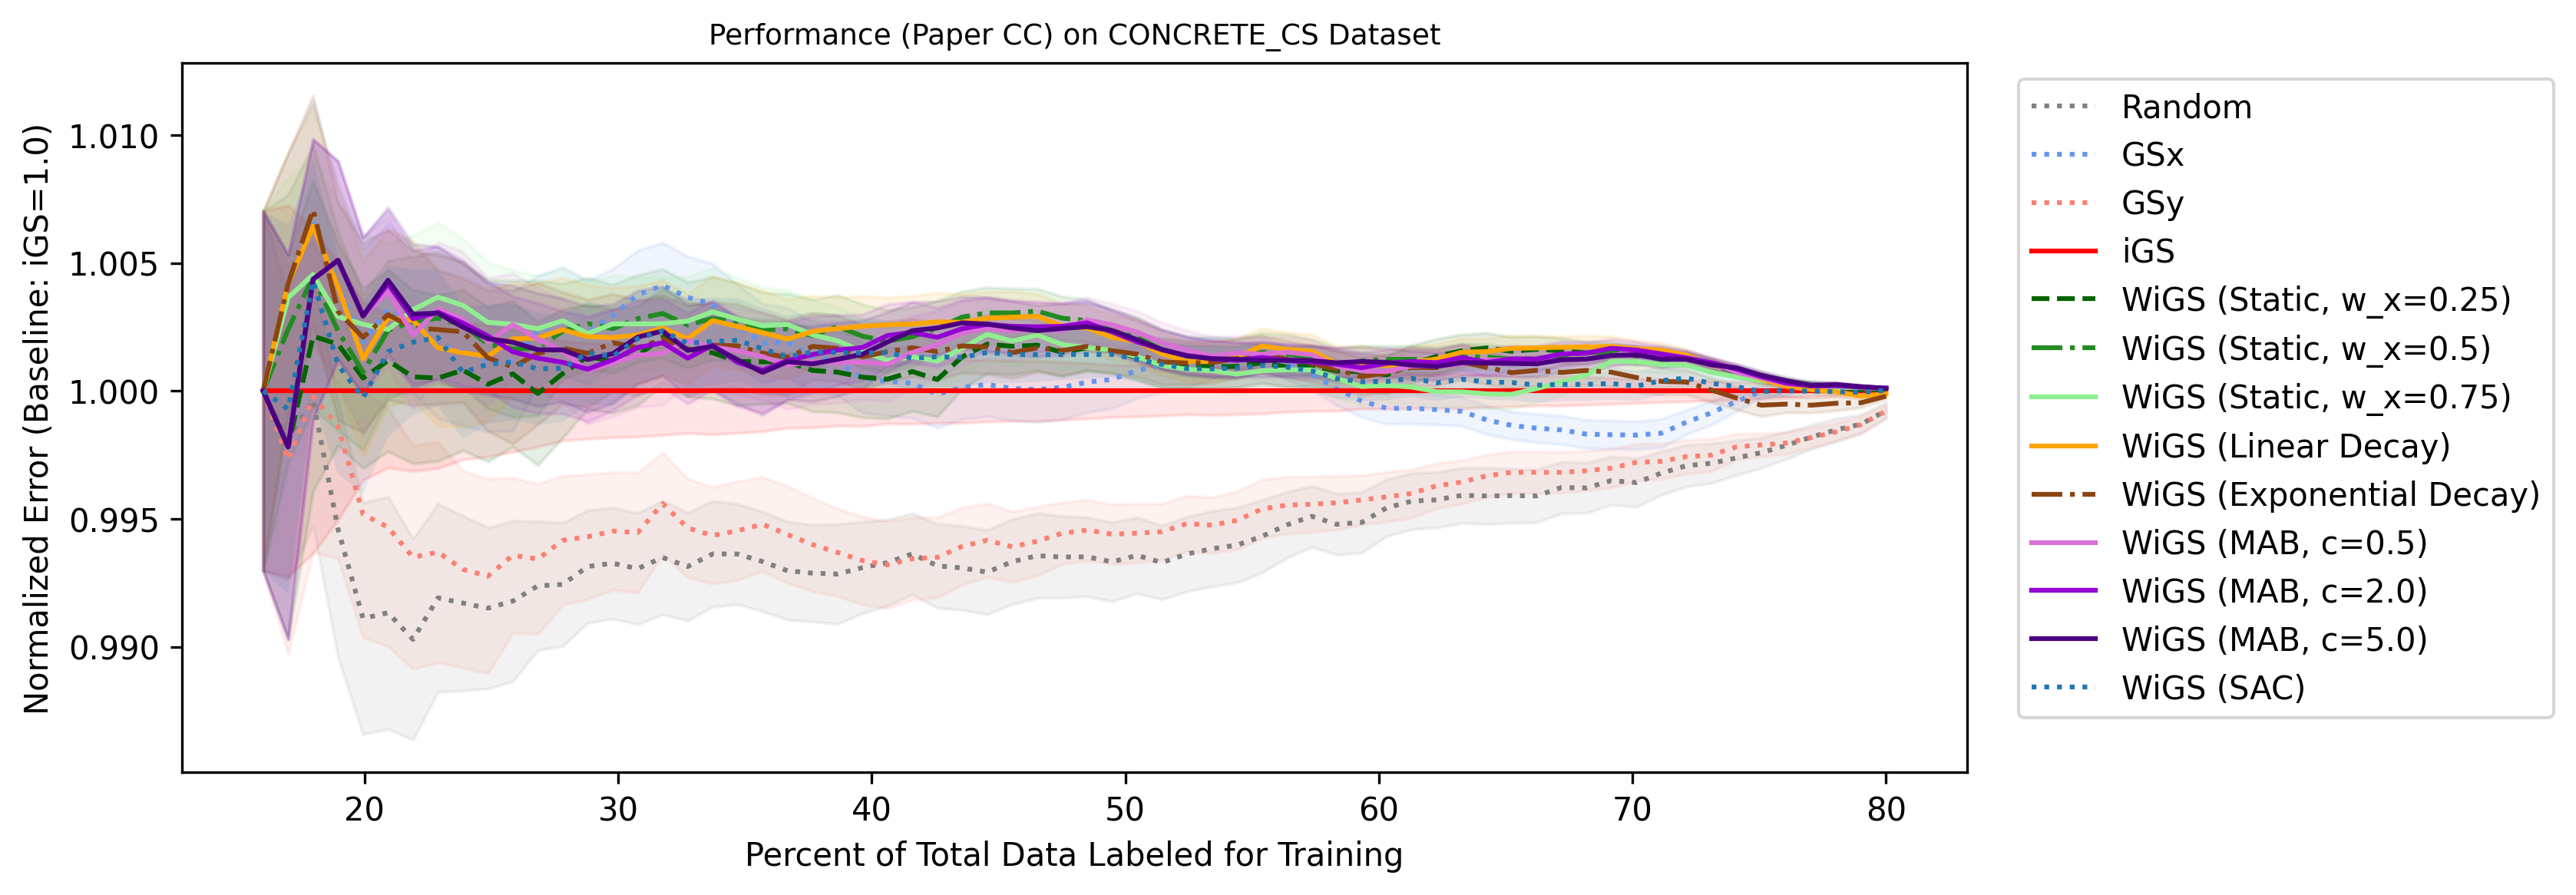 Performance (Paper CC) on CONCRETE_CS Dataset
Normalized Error (Baseline: iGS=1.0)
1.010
1.005
1.000
0.995
0.990
20 30 40 50 60 70 80
Percent of Total Data Labeled for Training
Random
GSx
GSy
iGS
WiGS (Static, w_x=0.25)
WiGS (Static, w_x=0.5)
WiGS (Static, w_x=0.75)
WiGS (Linear Decay)
WiGS (Exponential Decay)
WiGS (MAB, c=0.5)
WiGS (MAB, c=2.0)
WiGS (MAB, c=5.0)
WiGS (SAC)